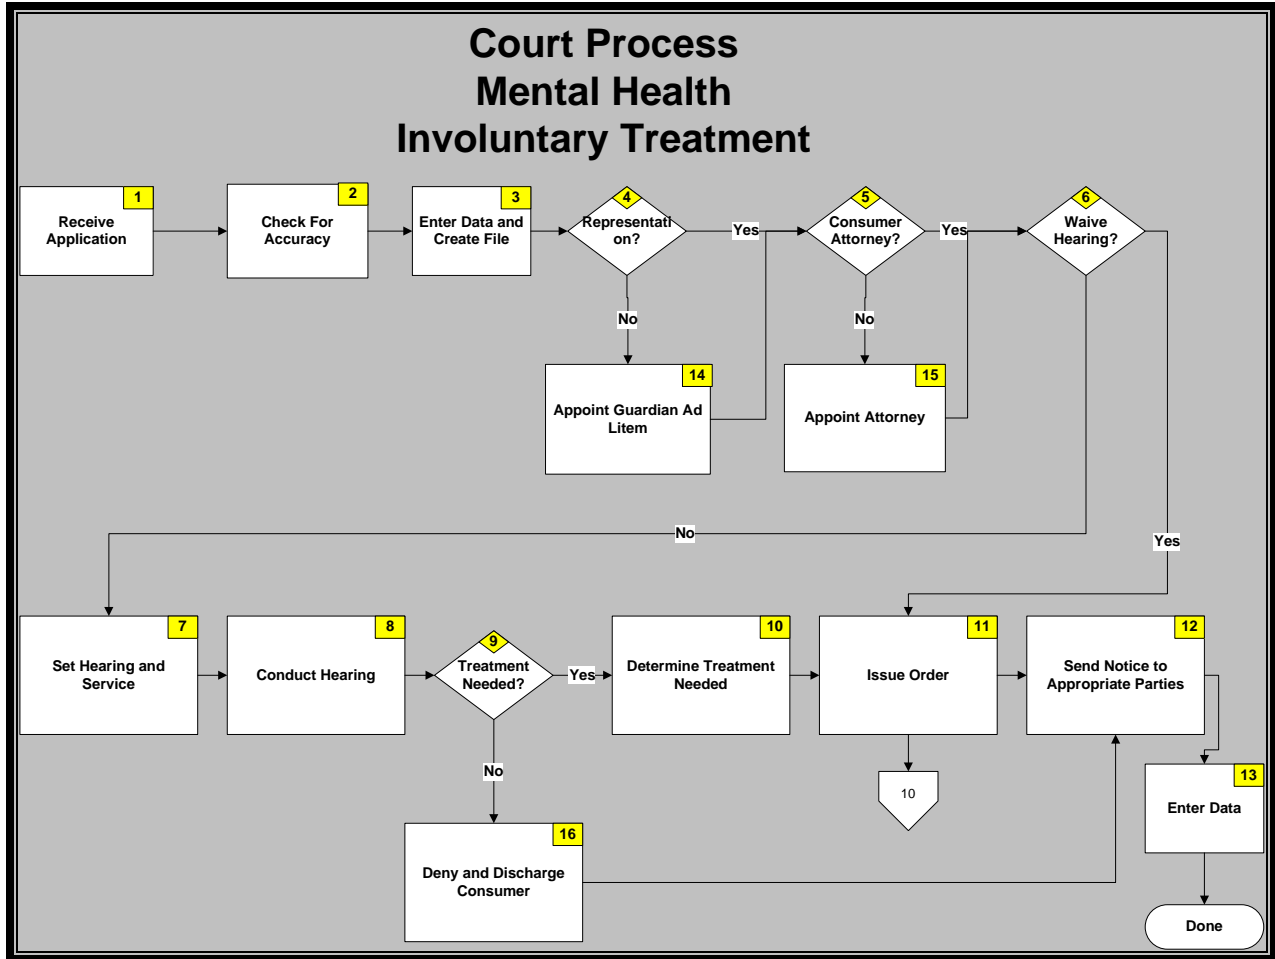 Court Process
Mental Health
Involuntary Treatment
1
Receive
Application
2
Check For
Accuracy
3
Enter Data and
Create File
4
Representati
on?
Yes
5
Consumer
Attorney?
Yes
6
Waive
Hearing?
No
No
14
Appoint Guardian Ad
Litem
15
Appoint Attorney
No
Yes
7
Set Hearing and
Service
8
Conduct Hearing
9
Treatment
Needed?
Yes
10
Determine Treatment
Needed
11
Issue Order
12
Send Notice to
Appropriate Parties
No
10
13
Enter Data
16
Deny and Discharge
Consumer
Done